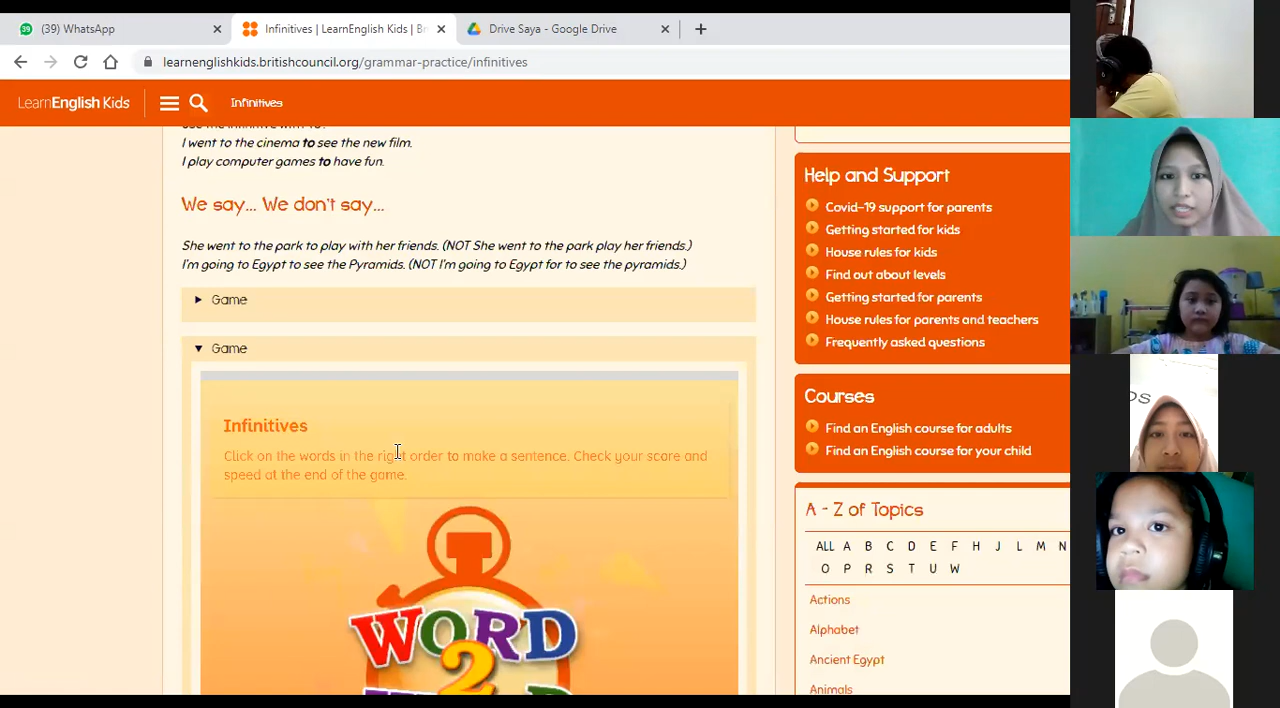 (39) WhatsApp
Infinitives | LearnEnglish Kids | Br
Drive Saya - Google Drive
learnenglishkids.britishcouncil.org/grammar-practice/infinitives
LearnEnglish Kids
Infinitives
I went to the cinema to see the new film.
I play computer games to have fun.
We say... We don't say...
She went to the park to play with her friends. (NOT She went to the park play her friends.)
I'm going to Egypt to see the Pyramids. (NOT I'm going to Egypt for to see the pyramids.)
Game
Game
Infinitives
Click on the words in the right order to make a sentence. Check your score and
speed at the end of the game.
WORD
2
Help and Support
Covid-19 support for parents
Getting started for kids
House rules for kids
Find out about levels
Getting started for parents
House rules for parents and teachers
Frequently asked questions
Courses
Find an English course for adults
Find an English course for your child
A - Z of Topics
ALL A B C D E F H J L M N
O P R S T U W
Actions
Alphabet
Ancient Egypt
Animals